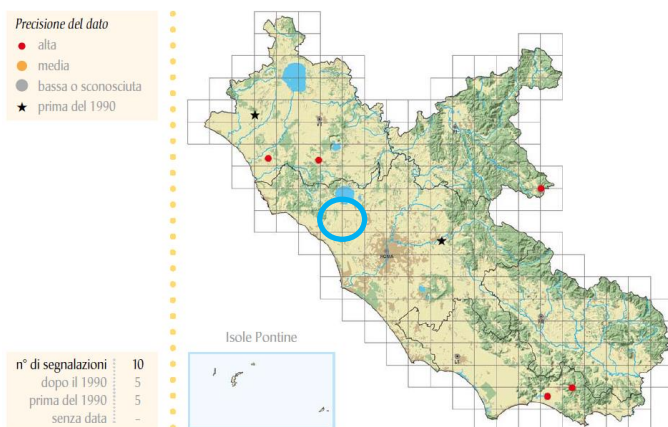 Precisione del dato
alta
media
bassa o sconosciuta
prima del 1990
ROMA
Isole Pontine
n° di segnalazioni 10
dopo il 1990 5
prima del 1990 5
senza data -